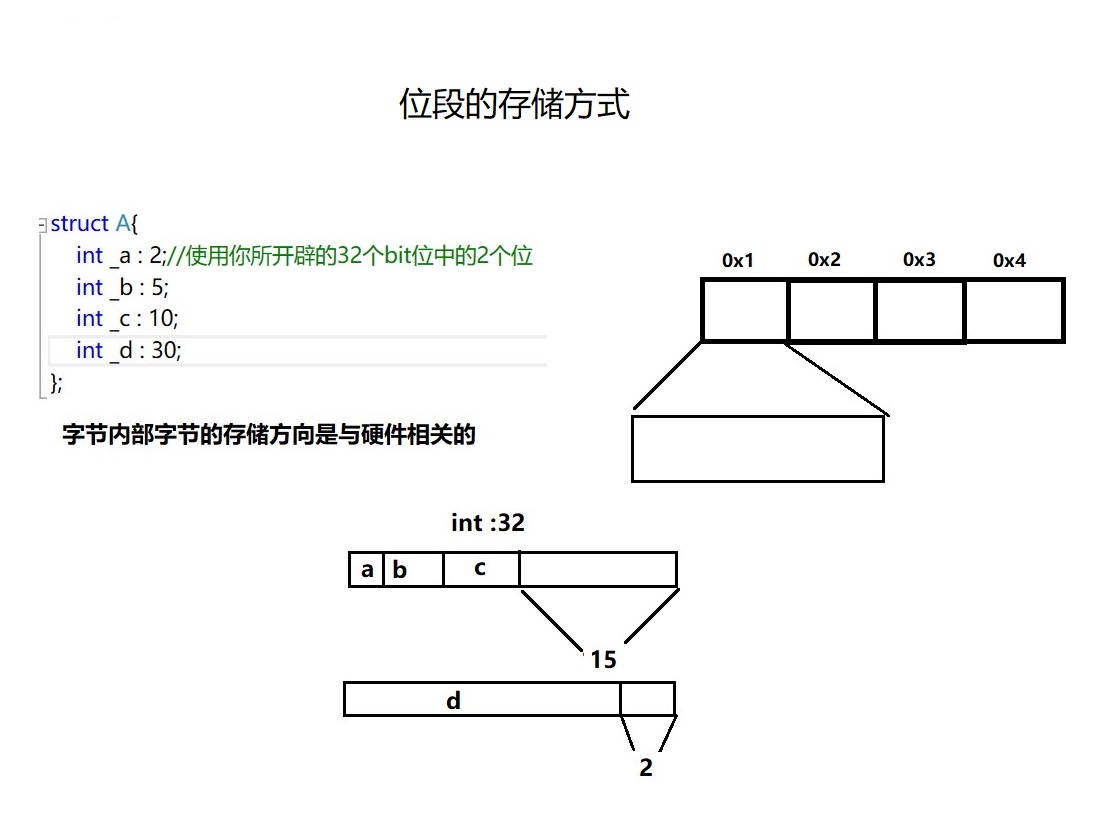 位段的存储方式
struct A{
int _a : 2;//使用你所开辟的32个bit位中的2个位
int _b : 5;
int _c : 10;
int _d : 30;
};
字节内部字节的存储方向是与硬件相关的
0x1 0x2 0x3 0x4
int :32
a b c
15
d
2